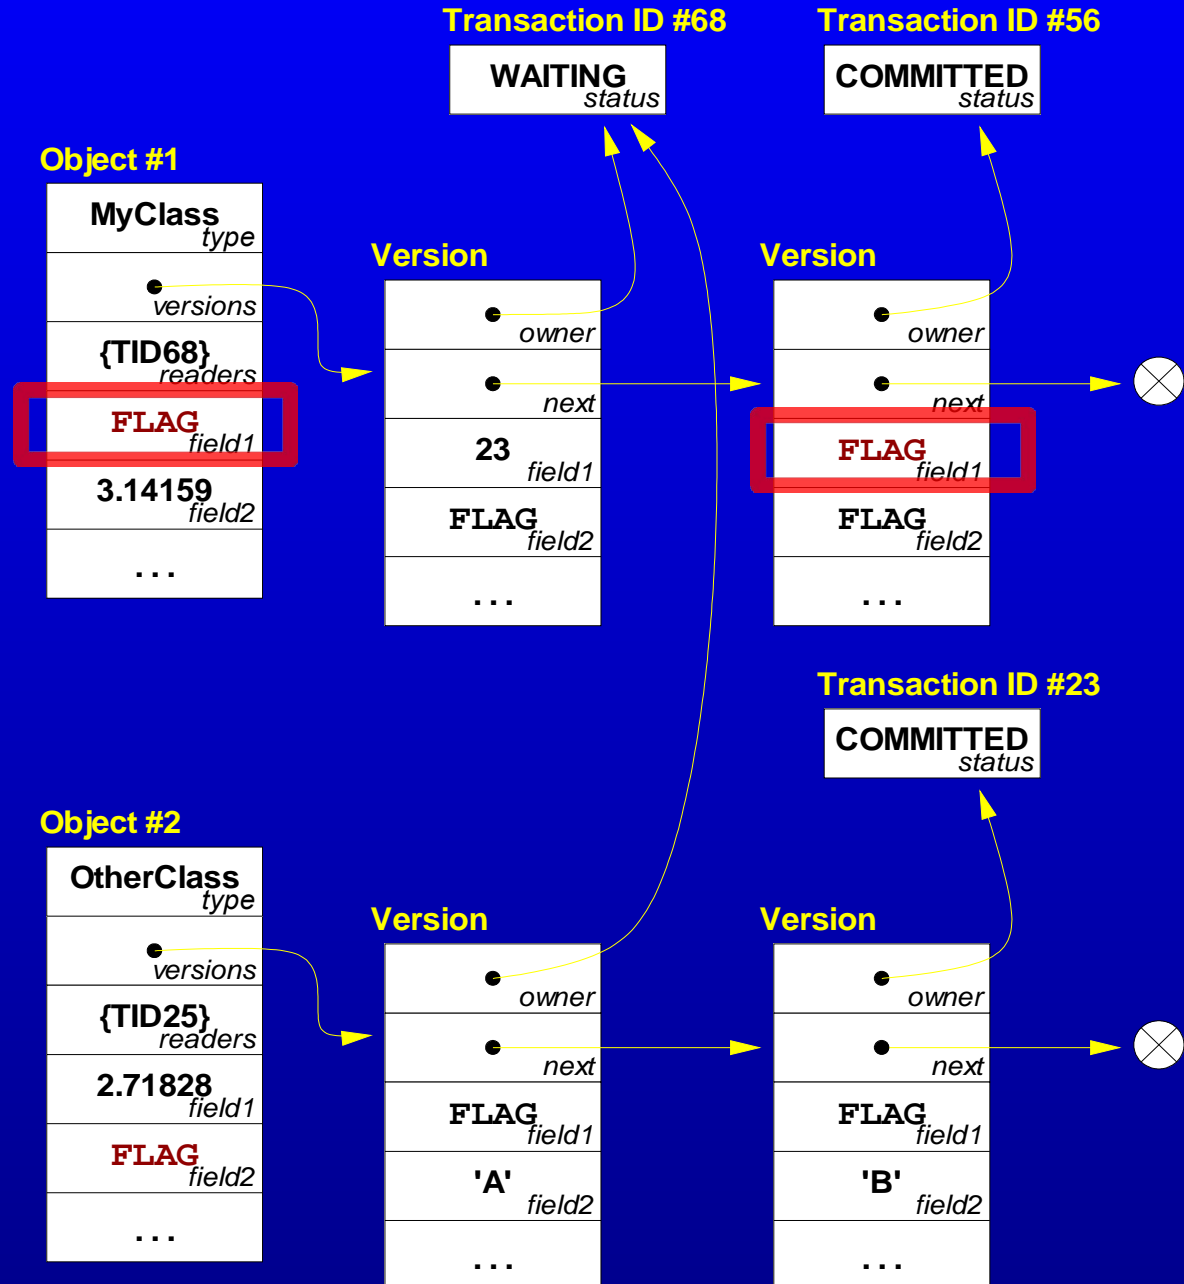 Transaction ID #68
Transaction ID #56
WAITING
status
COMMITTED
status
Object #1
MyClass
type
versions
{TID68}
readers
FLAG
field1
3.14159
field2
. . .
Version
owner
next
23
field1
FLAG
field2
. . .
Version
owner
next
FLAG
field1
FLAG
field2
. . .
Transaction ID #23
COMMITTED
status
Object #2
OtherClass
type
versions
{TID25}
readers
2.71828
field1
FLAG
field2
. . .
Version
owner
next
FLAG
field1
'A'
field2
. . .
Version
owner
next
FLAG
field1
'B'
field2
. . .